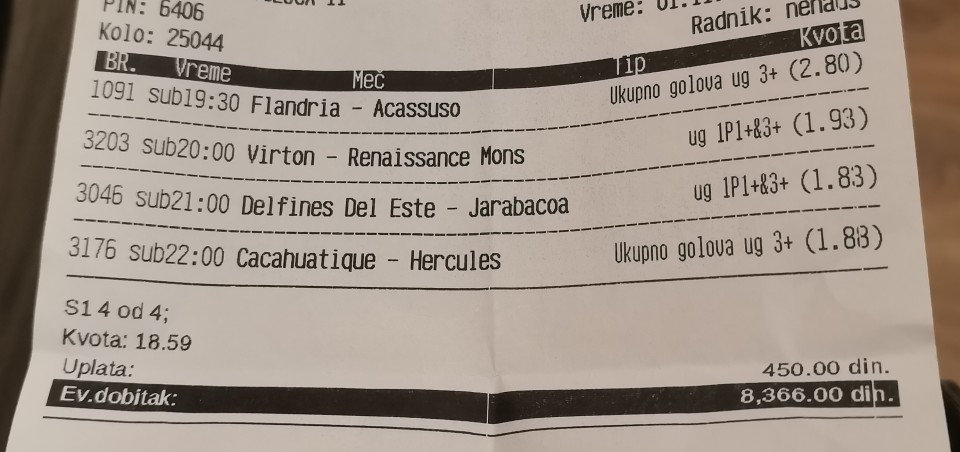 PIN: 6406
Kolo: 25044
Vreme:
Radnik: nenads
BR. Vreme Meč Tip Kvota
1091 sub19:30 Flandria - Acassuso Ukupno golova ug 3+ (2.80)
3203 sub20:00 Virton - Renaissance Mons ug 1P1+&3+ (1.93)
3046 sub21:00 Delfines Del Este - Jarabacoa ug 1P1+&3+ (1.83)
3176 sub22:00 Cacahuatique - Hercules Ukupno golova ug 3+ (1.88)
S1 4 od 4;
Kvota: 18.59
Uplata: 450.00 din.
Ev.dobitak: 8,366.00 din.